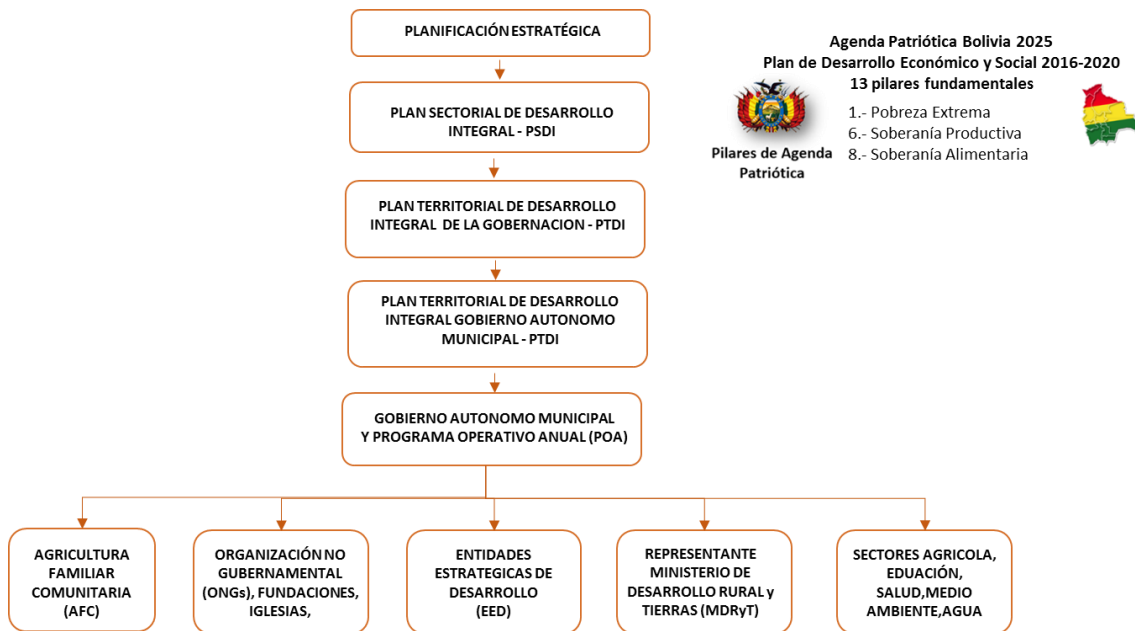 PLANIFICACIÓN ESTRATÉGICA
Agenda Patriótica Bolivia 2025
Plan de Desarrollo Económico y Social 2016-2020
13 pilares fundamentales
1.- Pobreza Extrema
6.- Soberanía Productiva
8.- Soberanía Alimentaria
Pilares de Agenda
Patriótica
PLAN SECTORIAL DE DESARROLLO
INTEGRAL - PSDI
PLAN TERRITORIAL DE DESARROLLO
INTEGRAL DE LA GOBERNACION - PTDI
PLAN TERRITORIAL DE DESARROLLO
INTEGRAL GOBIERNO AUTONOMO
MUNICIPAL - PTDI
GOBIERNO AUTONOMO MUNICIPAL
Y PROGRAMA OPERATIVO ANUAL (POA)
AGRICULTURA
FAMILIAR
COMUNITARIA
(AFC)
ORGANIZACIÓN NO
GUBERNAMENTAL
(ONGs), FUNDACIONES,
IGLESIAS,
ENTIDADES
ESTRATEGICAS DE
DESARROLLO
(EED)
REPRESENTANTE
MINISTERIO DE
DESARROLLO RURAL y
TIERRAS (MDRyT)
SECTORES AGRICOLA,
EDUACIÓN,
SALUD,MEDIO
AMBIENTE,AGUA